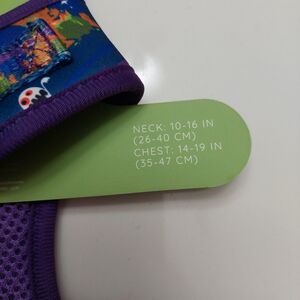 NECK: 10-16 IN
(26-40 CM)
CHEST: 14-19 IN
(35-47 CM)